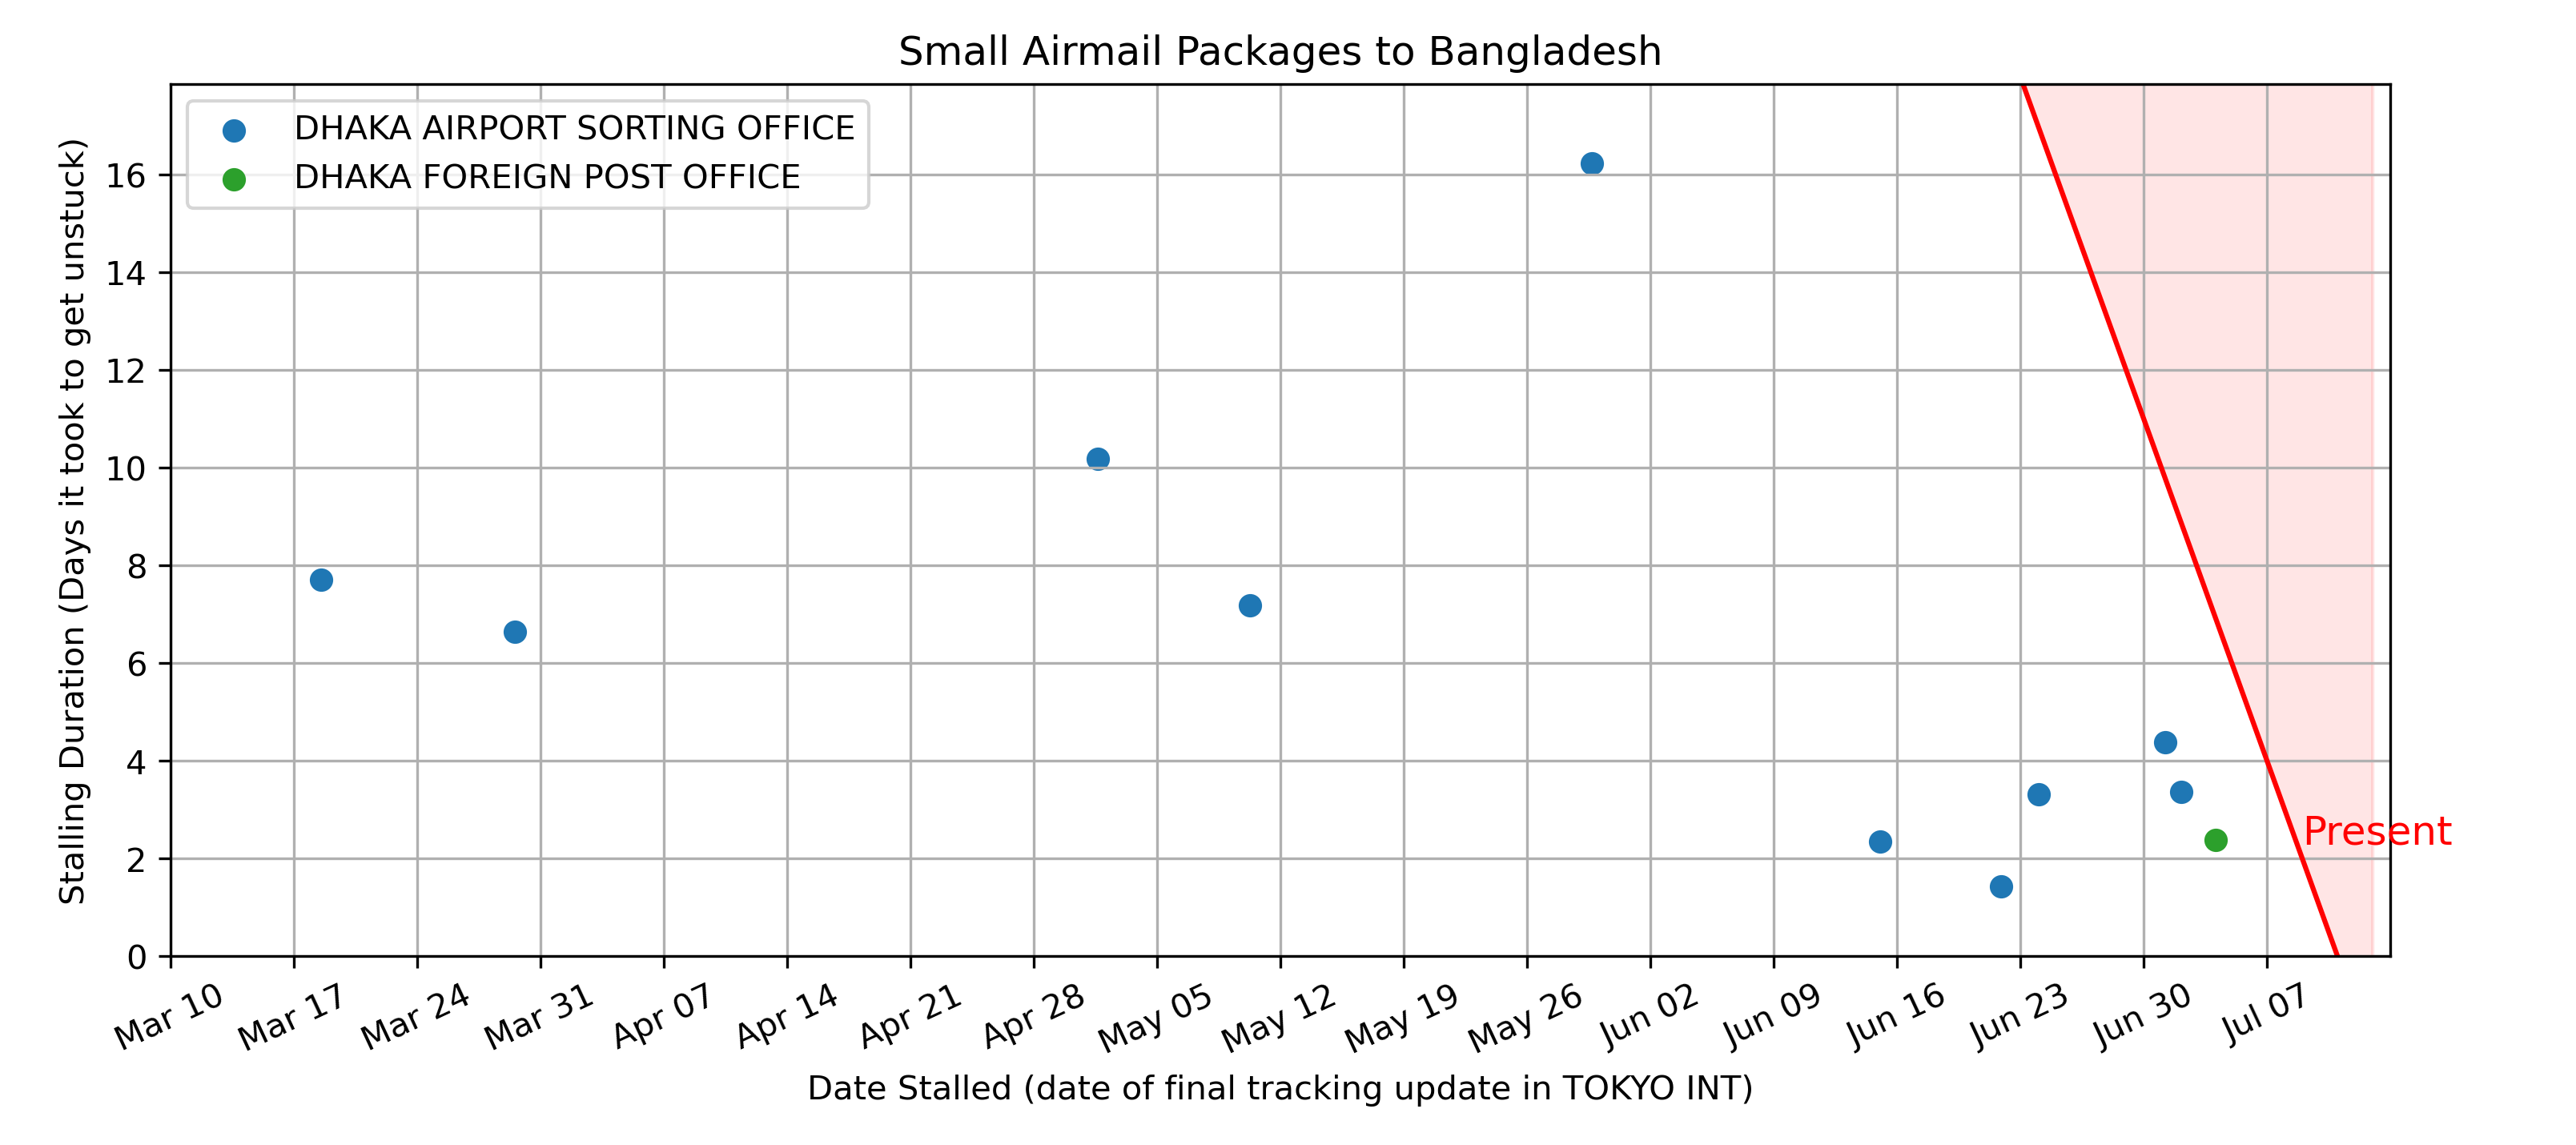 Small Airmail Packages to Bangladesh
DHAKA AIRPORT SORTING OFFICE
DHAKA FOREIGN POST OFFICE
Stalling Duration (Days it took to get unstuck)
16
14
12
10
8
6
4
2
0
Present
Mar 10
Mar 17
Mar 24
Mar 31
Apr 07
Apr 14
Apr 21
Apr 28
May 05
May 12
May 19
May 26
Jun 02
Jun 09
Jun 16
Jun 23
Jun 30
Jul 07
Date Stalled (date of final tracking update in TOKYO INT)